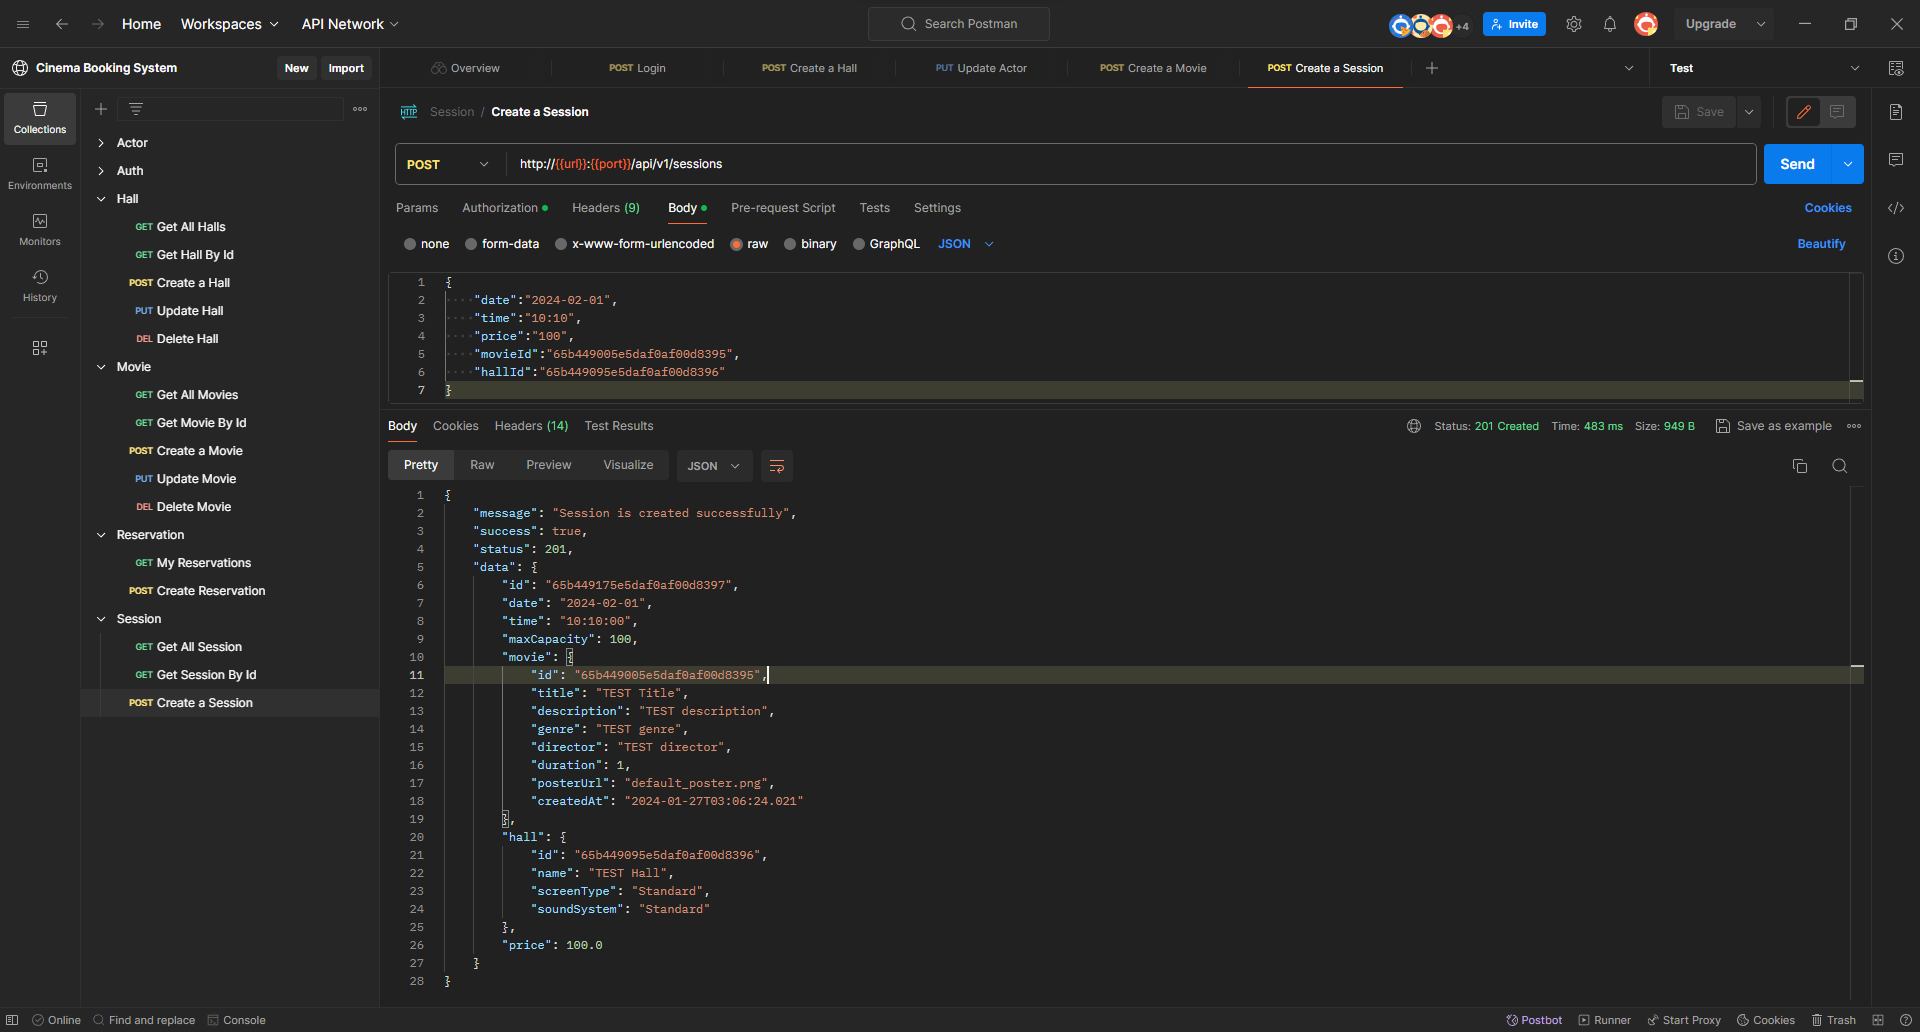 Home Workspaces API Network Search Postman +4 Invite Upgrade
Cinema Booking System New Import Overview POST Login POST Create a Hall PUT Update Actor POST Create a Movie POST Create a Session Test
Collections
Environments
Monitors
History
Actor
Auth
Hall
GET Get All Halls
GET Get Hall By Id
POST Create a Hall
PUT Update Hall
DEL Delete Hall
Movie
GET Get All Movies
GET Get Movie By Id
POST Create a Movie
PUT Update Movie
DEL Delete Movie
Reservation
GET My Reservations
POST Create Reservation
Session
GET Get All Session
GET Get Session By Id
POST Create a Session
HTTP Session / Create a Session Save
POST http://{{url}}:{{port}}/api/v1/sessions Send
Params Authorization Headers (9) Body Pre-request Script Tests Settings Cookies
none form-data x-www-form-urlencoded raw binary GraphQL JSON Beautify
1 {
2 "date":"2024-02-01",
3 "time":"10:10",
4 "price":"100",
5 "movieId":"65b449005e5daf0af00d8395",
6 "hallId":"65b449095e5daf0af00d8396"
7 }
Body Cookies Headers (14) Test Results Status: 201 Created Time: 483 ms Size: 949 B Save as example
Pretty Raw Preview Visualize JSON
1 {
2 "message": "Session is created successfully",
3 "success": true,
4 "status": 201,
5 "data": {
6 "id": "65b449175e5daf0af00d8397",
7 "date": "2024-02-01",
8 "time": "10:10:00",
9 "maxCapacity": 100,
10 "movie": {
11 "id": "65b449005e5daf0af00d8395",
12 "title": "TEST Title",
13 "description": "TEST description",
14 "genre": "TEST genre",
15 "director": "TEST director",
16 "duration": 1,
17 "posterUrl": "default_poster.png",
18 "createdAt": "2024-01-27T03:06:24.021"
19 },
20 "hall": {
21 "id": "65b449095e5daf0af00d8396",
22 "name": "TEST Hall",
23 "screenType": "Standard",
24 "soundSystem": "Standard"
25 },
26 "price": 100.0
27 }
28 }
Online Find and replace Console Postbot Runner Start Proxy Cookies Trash